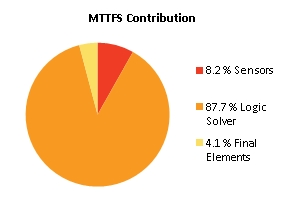 MTTFS Contribution
8.2 % Sensors
87.7 % Logic
Solver
4.1 % Final
Elements